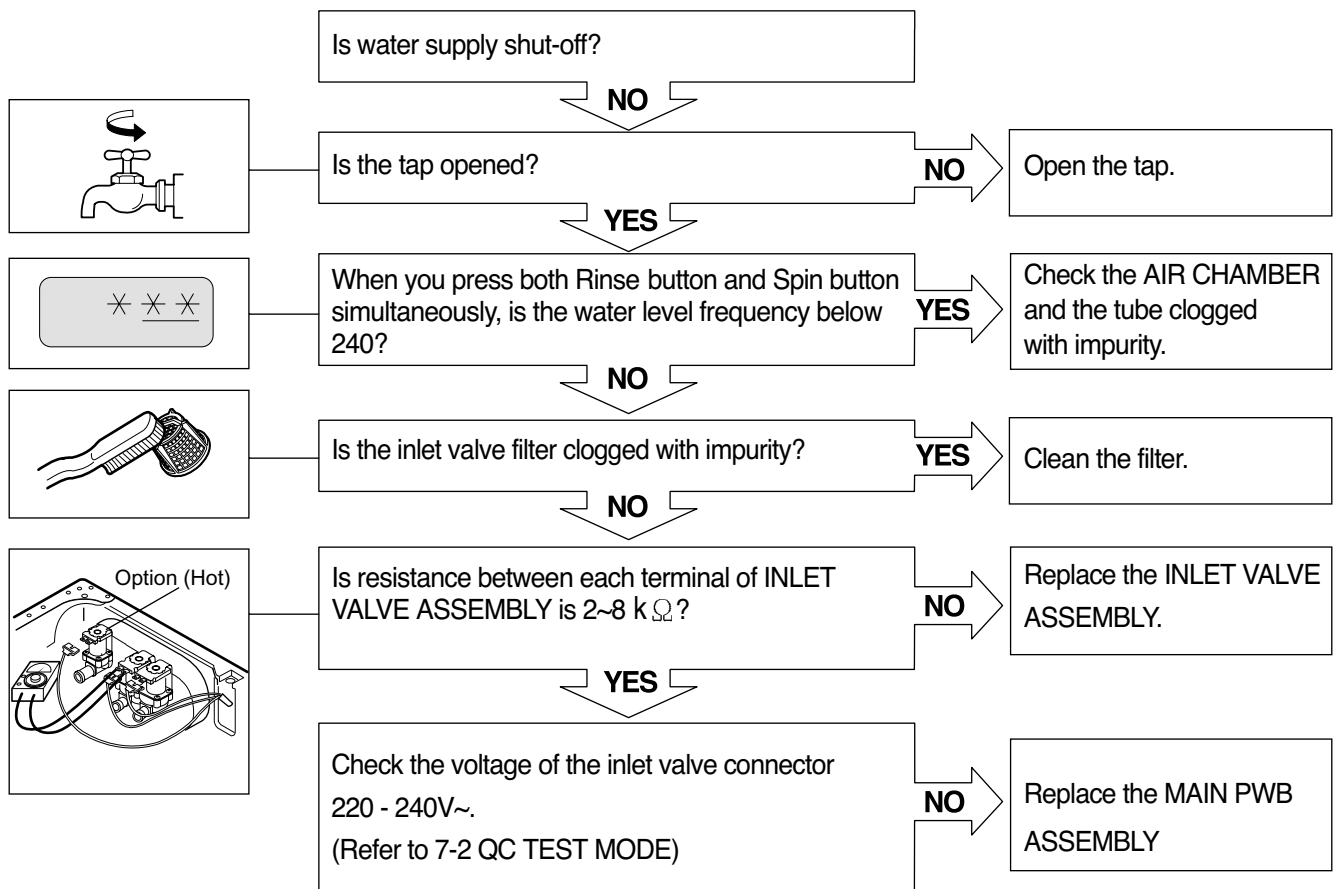 Is water supply shut-off?
NO
Is the tap opened?
NO
Open the tap.
YES
When you press both Rinse button and Spin button
simultaneously, is the water level frequency below
240?
YES
Check the AIR CHAMBER
and the tube clogged
with impurity.
NO
Is the inlet valve filter clogged with impurity?
YES
Clean the filter.
NO
Option (Hot)
Is resistance between each terminal of INLET
VALVE ASSEMBLY is 2~8 k Ω?
NO
Replace the INLET VALVE
ASSEMBLY.
YES
Check the voltage of the inlet valve connector
220 - 240V~.
(Refer to 7-2 QC TEST MODE)
NO
Replace the MAIN PWB
ASSEMBLY